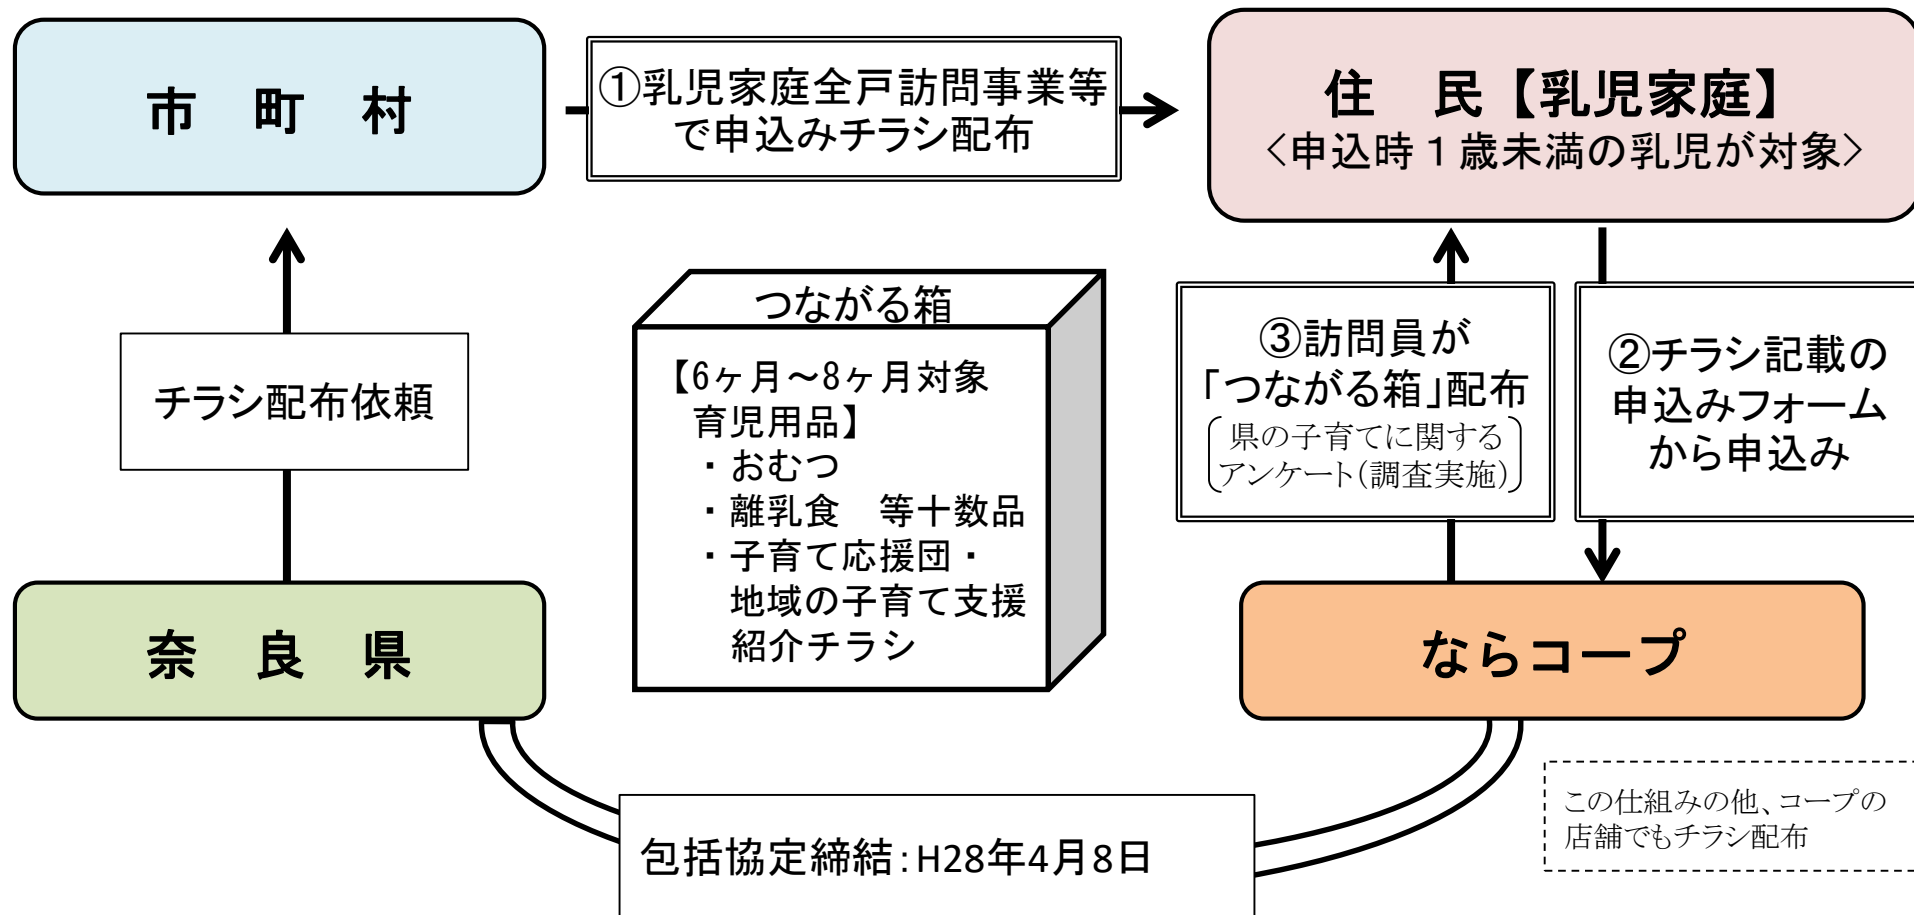 市　町　村
①乳児家庭全戸訪問事業等
で申込みチラシ配布
住　民【乳児家庭】
<申込時１歳未満の乳児が対象>
チラシ配布依頼
つながる箱
【6ヶ月～8ヶ月対象
育児用品】
・おむつ
・離乳食　等十数品
・子育て応援団・
地域の子育て支援
紹介チラシ
③訪問員が
「つながる箱」配布
県の子育てに関する
アンケート(調査実施)
②チラシ記載の
申込みフォーム
から申込み
奈　良　県
ならコープ
包括協定締結：H28年4月8日
この仕組みの他、コープの
店舗でもチラシ配布